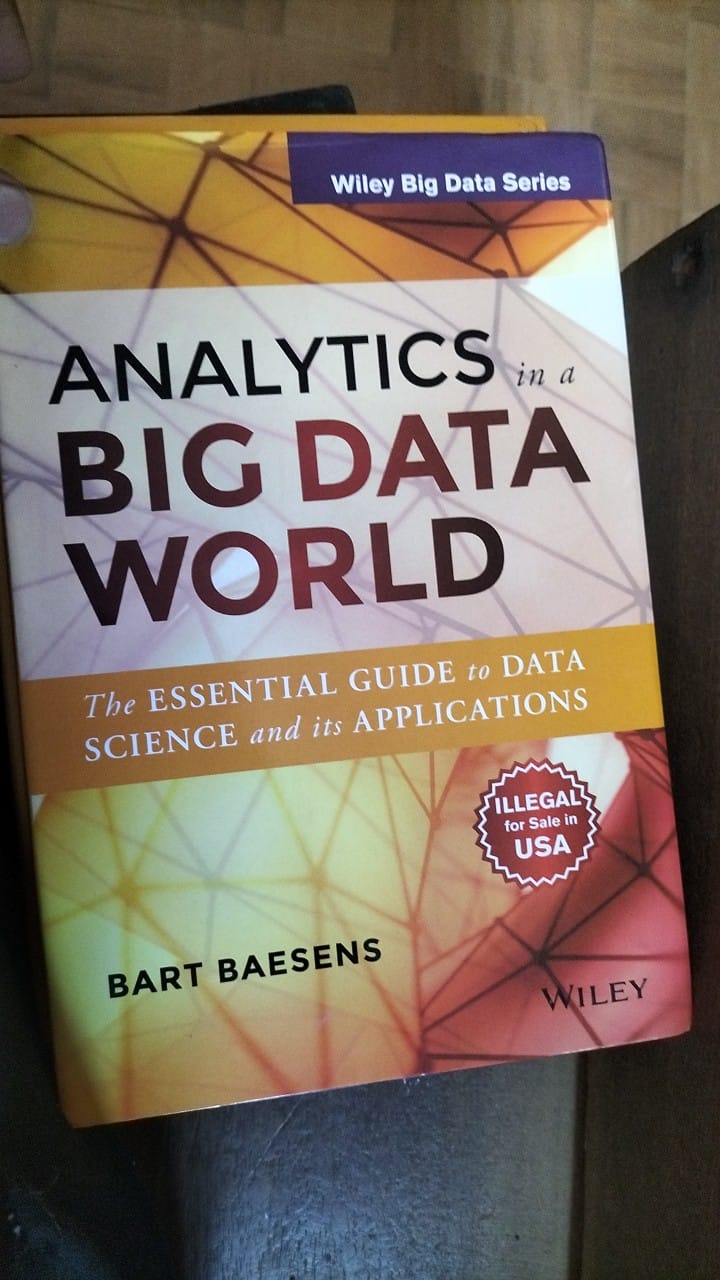 Wiley Big Data Series
ANALYTICS in a
BIG DATA
WORLD
The ESSENTIAL GUIDE to DATA
SCIENCE and its APPLICATIONS
ILLEGAL
for Sale in
USA
BART BAESENS
WILEY